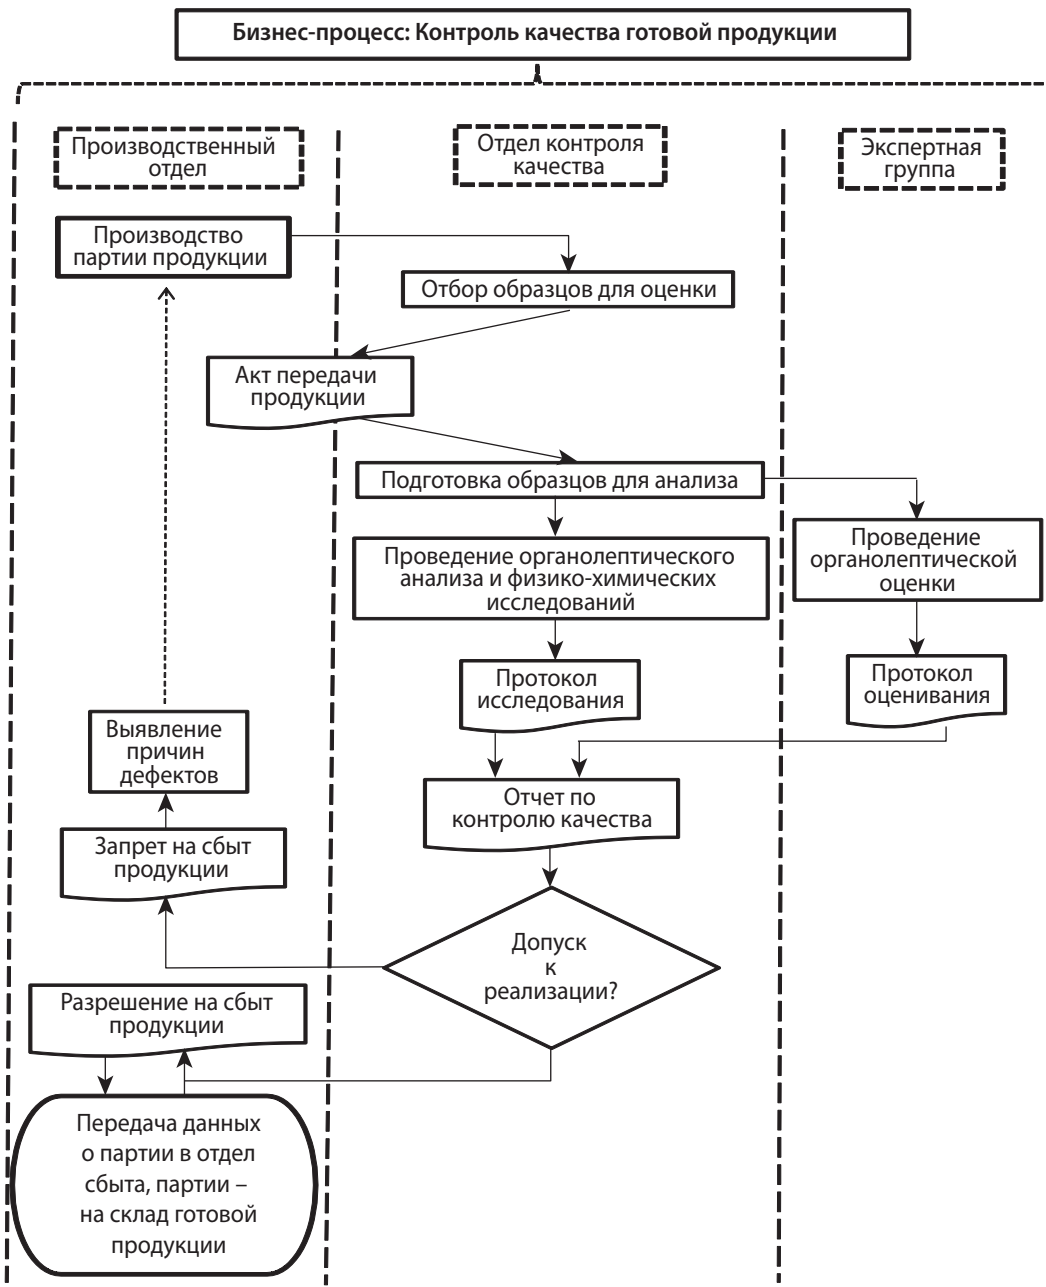 Бизнес-процесс: Контроль качества готовой продукции
Производственный
отдел
Отдел контроля
качества
Экспертная
группа
Производство
партии продукции
Отбор образцов для оценки
Акт передачи
продукции
Подготовка образцов для анализа
Проведение органолептического
анализа и физико-химических
исследований
Проведение
органолептической
оценки
Протокол
исследования
Протокол
оценивания
Выявление
причин
дефектов
Отчет по
контролю качества
Запрет на сбыт
продукции
Допуск
к
реализации?
Разрешение на сбыт
продукции
Передача данных
о партии в отдел
сбыта, партии –
на склад готовой
продукции